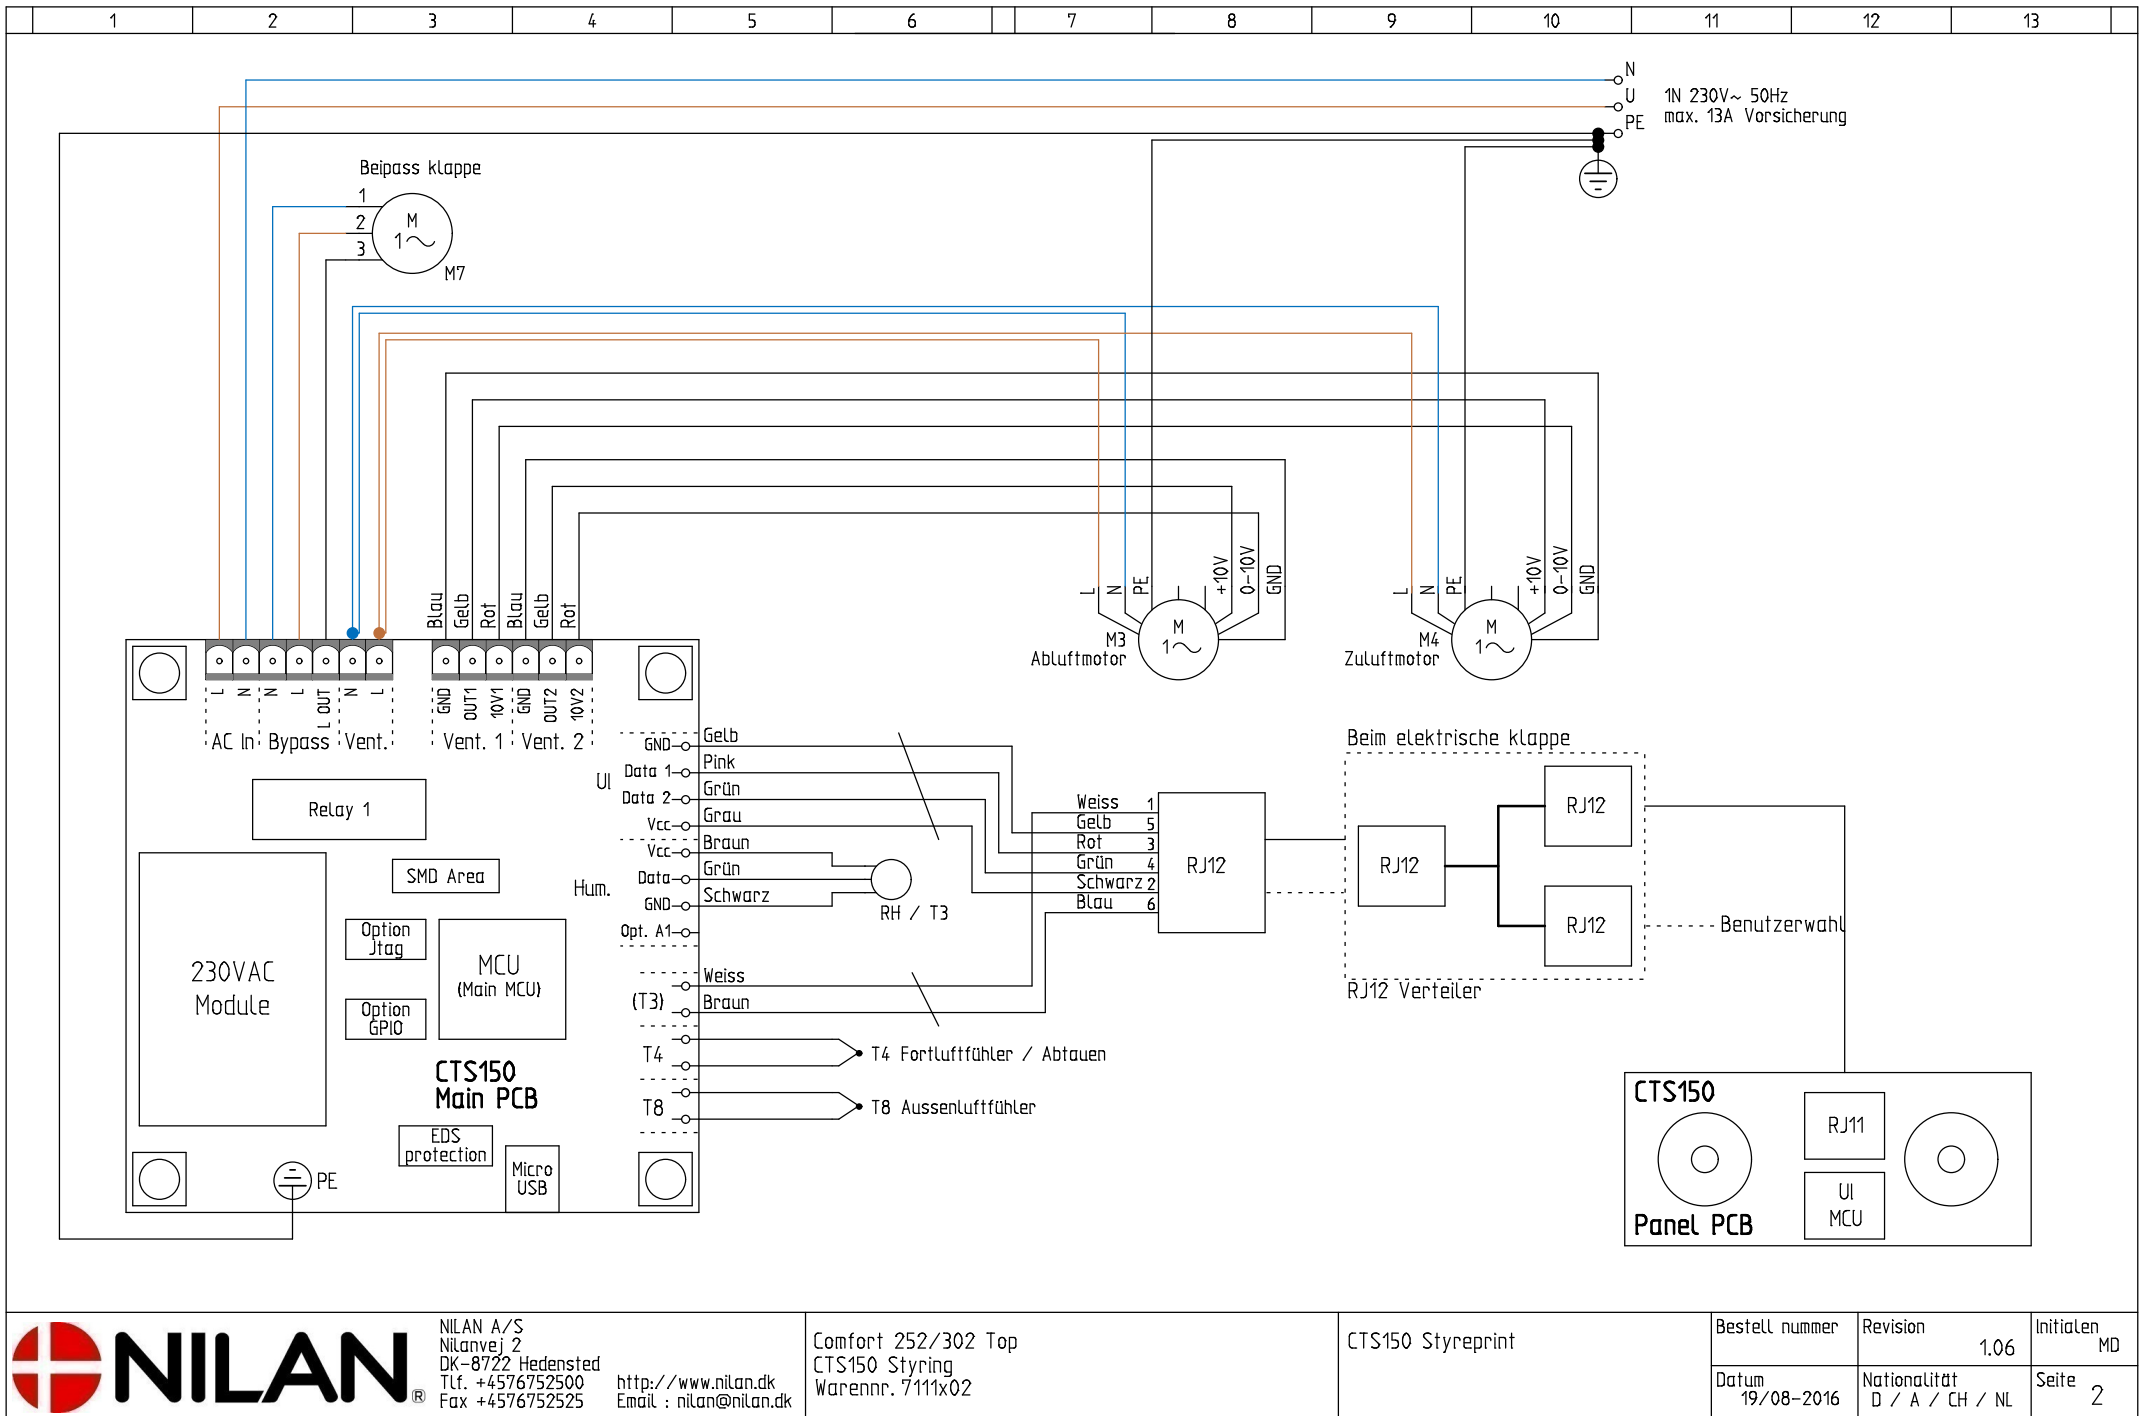 1 2 3 4 5 6 7 8 9 10 11 12 13
N
U
PE
1N 230V~ 50Hz
max. 13A Vorsicherung
Beipass klappe
1
2
3
M
1~
M7
Blau
Gelb
Rot
Blau
Gelb
Rot
L
N
PE
+10V
0-10V
GND
M
1~
M3
Abluftmotor
L
N
PE
+10V
0-10V
GND
M
1~
M4
Zuluftmotor
L
N
N
L
L OUT
N
L
GND
OUT1
10V1
GND
OUT2
10V2
AC In
Bypass
Vent.
Vent. 1
Vent. 2
Relay 1
SMD Area
230VAC
Module
Option
Jtag
Option
GPIO
MCU
(Main MCU)
CTS150
Main PCB
EDS
protection
Micro
USB
PE
UI
GND
Data 1
Data 2
Vcc
Hum.
Vcc
Data
GND
Opt. A1
(T3)
T4
T8
Gelb
Pink
Grün
Grau
Braun
Grün
Schwarz
Weiss
Braun
RH / T3
T4 Fortluftfühler / Abtauen
T8 Aussenluftfühler
Weiss 1
Gelb 5
Rot 3
Grün 4
Schwarz 2
Blau 6
RJ12
Beim elektrische klappe
RJ12
RJ12
RJ12
RJ12 Verteiler
Benutzerwahl
CTS150
Panel PCB
RJ11
UI
MCU
NILAN®
NILAN A/S
Nilanvej 2
DK-8722 Hedensted
Tlf. +4576752500
Fax +4576752525
http://www.nilan.dk
Email : nilan@nilan.dk
Comfort 252/302 Top
CTS150 Styring
Warennr. 7111x02
CTS150 Styreprint
Bestell nummer
Revision
1.06
Initialen
MD
Datum
19/08-2016
Nationalität
D / A / CH / NL
Seite
2